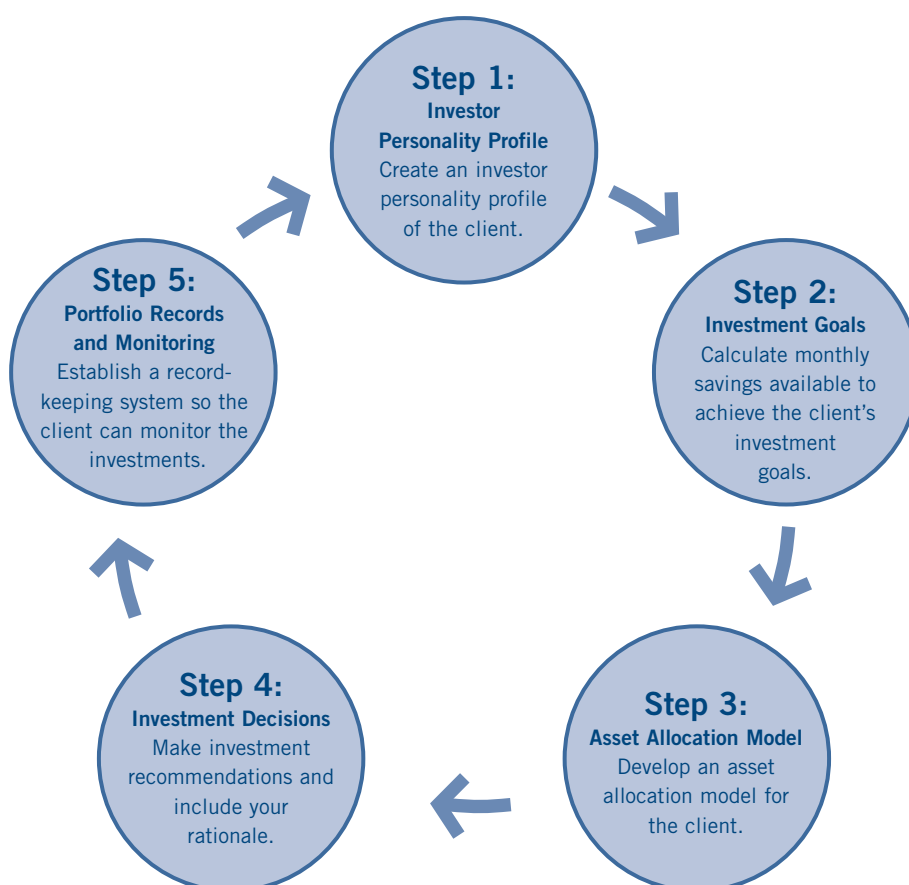 Step 1:
Investor
Personality Profile
Create an investor
personality profile
of the client.
Step 2:
Investment Goals
Calculate monthly
savings available to
achieve the client’s
investment
goals.
Step 3:
Asset Allocation Model
Develop an asset
allocation model for
the client.
Step 4:
Investment Decisions
Make investment
recommendations and
include your
rationale.
Step 5:
Portfolio Records
and Monitoring
Establish a record-
keeping system so the
client can monitor the
investments.